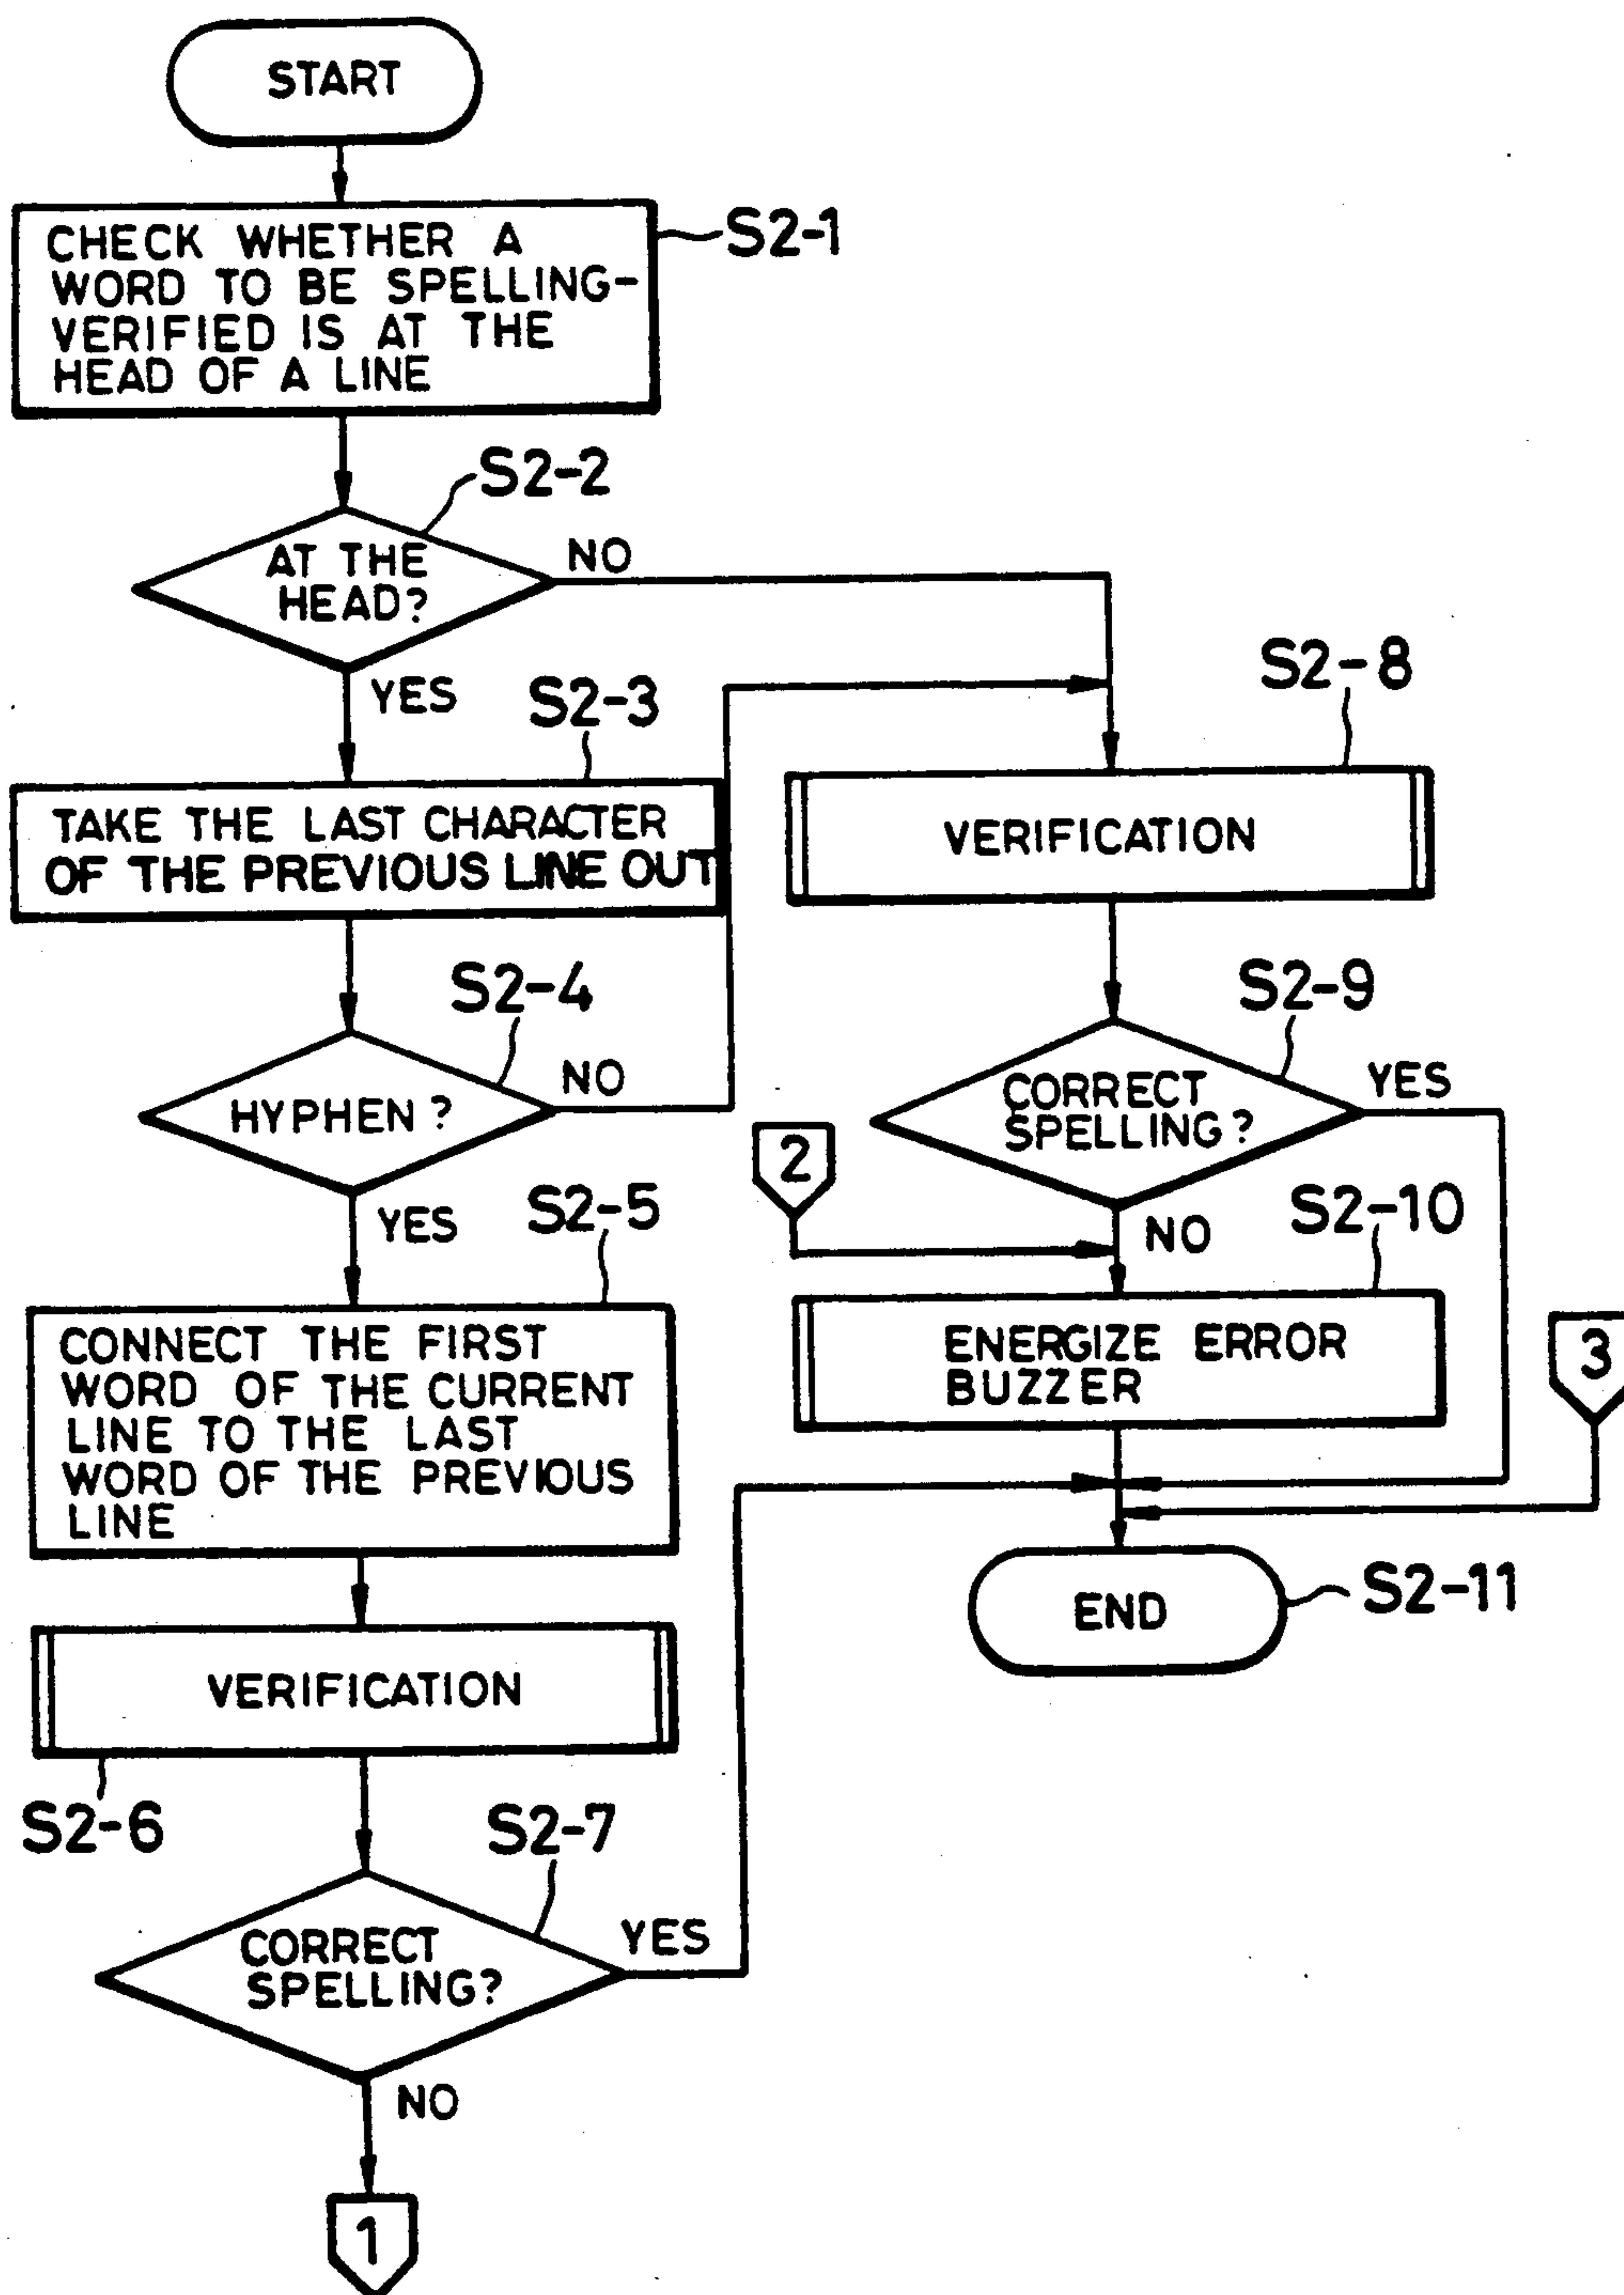 START
CHECK WHETHER A
WORD TO BE SPELLING-
VERIFIED IS AT THE
HEAD OF A LINE
S2-1
S2-2
AT THE
HEAD?
NO
YES
S2-3
TAKE THE LAST CHARACTER
OF THE PREVIOUS LINE OUT
S2-4
HYPHEN?
NO
YES
S2-5
CONNECT THE FIRST
WORD OF THE CURRENT
LINE TO THE LAST
WORD OF THE PREVIOUS
LINE
VERIFICATION
S2-6
S2-7
CORRECT
SPELLING?
YES
NO
1
S2-8
VERIFICATION
S2-9
CORRECT
SPELLING?
YES
2
NO
S2-10
ENERGIZE ERROR
BUZZER
3
END
S2-11